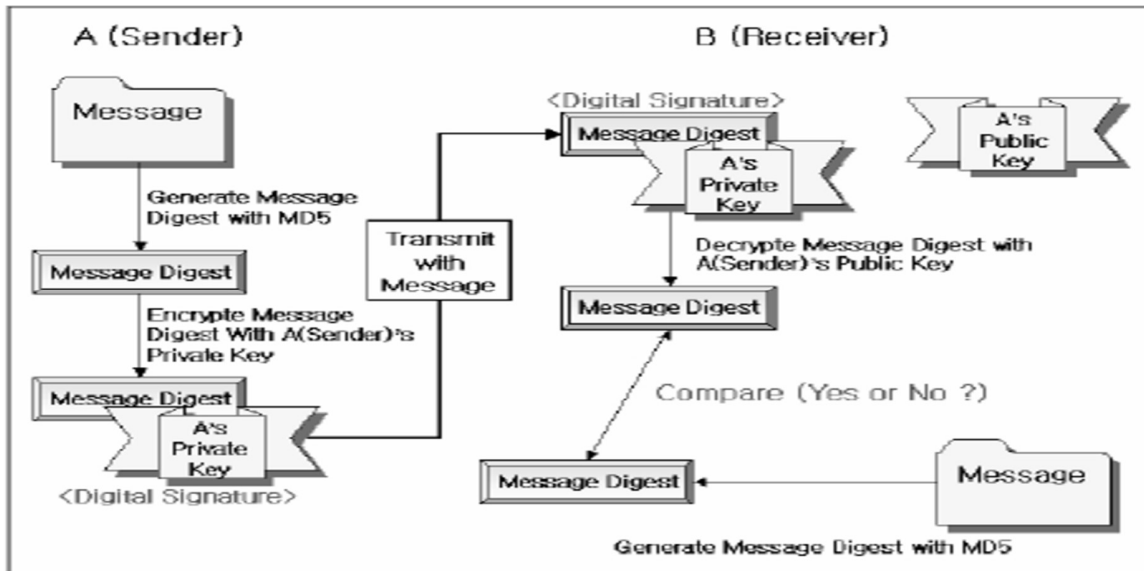 A (Sender)
Message
Generate Message
Digest with MD5
Message Digest
Encrypte Message
Digest With A(Sender)'s
Private Key
Message Digest
A's
Private
Key
<Digital Signature>
Transmit
with
Message
B (Receiver)
<Digital Signature>
Message Digest
A's
Private
Key
A's
Public
Key
Decrypte Message Digest with
A(Sender)'s Public Key
Message Digest
Compare (Yes or No ?)
Message Digest
Message
Generate Message Digest with MD5